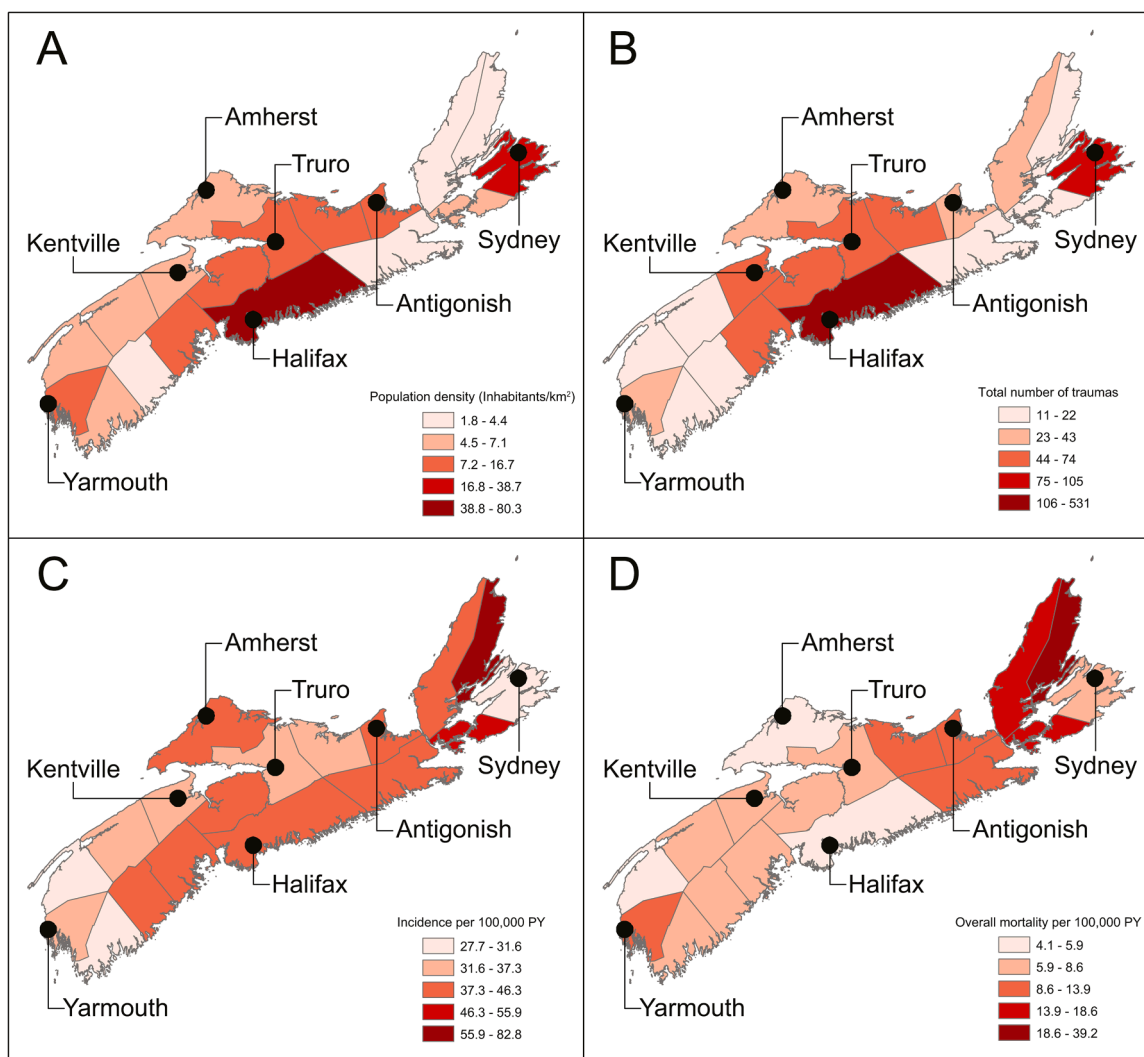 A
Amherst
Truro
Kentville
Sydney
Antigonish
Halifax
Yarmouth
Population density (Inhabitants/km²)
1.8 - 4.4
4.5 - 7.1
7.2 - 16.7
16.8 - 38.7
38.8 - 80.3
B
Amherst
Truro
Kentville
Sydney
Antigonish
Halifax
Yarmouth
Total number of traumas
11 - 22
23 - 43
44 - 74
75 - 105
106 - 531
C
Amherst
Truro
Kentville
Sydney
Antigonish
Halifax
Yarmouth
Incidence per 100,000 PY
27.7 - 31.6
31.6 - 37.3
37.3 - 46.3
46.3 - 55.9
55.9 - 82.8
D
Amherst
Truro
Kentville
Sydney
Antigonish
Halifax
Yarmouth
Overall mortality per 100,000 PY
4.1 - 5.9
5.9 - 8.6
8.6 - 13.9
13.9 - 18.6
18.6 - 39.2